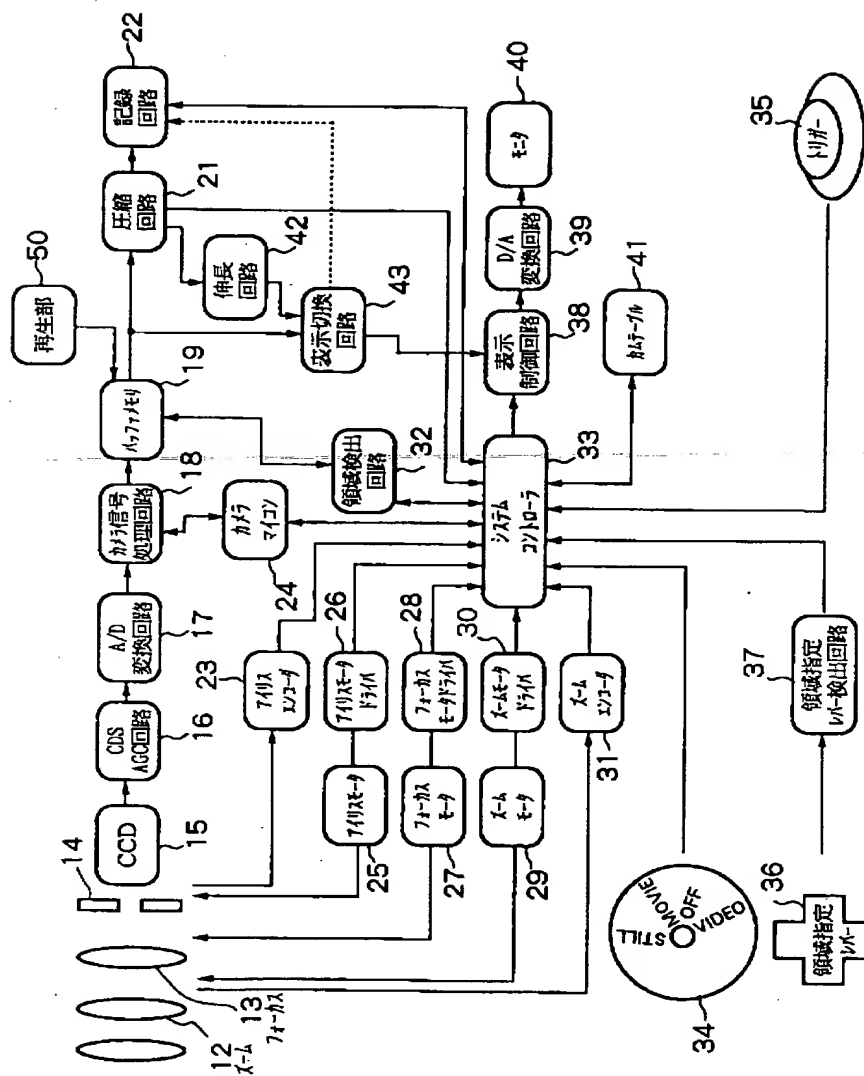 14
CCD
15
CDS
AGC回路
16
A/D
変換回路
17
カメラ信号
処理回路
18
バッファメモリ
19
再生部
50
圧縮
回路
21
記録
回路
22
12
ズーム
13
フォーカス
アイリス
エンコーダ
23
カメラ
マイコン
24
伸長
回路
42
アイリスモータ
25
アイリスモータ
ドライバ
26
領域検出
回路
32
表示切換
回路
43
フォーカス
モータ
27
フォーカス
モータドライバ
28
ズーム
モータ
29
ズームモータ
ドライバ
30
システム
コントローラ
33
表示
制御回路
38
D/A
変換回路
39
モニタ
40
ズーム
エンコーダ
31
カムテーブル
41
STILL
MOVIE
OFF
VIDEO
34
領域指定
レバー
36
領域指定
レバー検出回路
37
トリガー
35